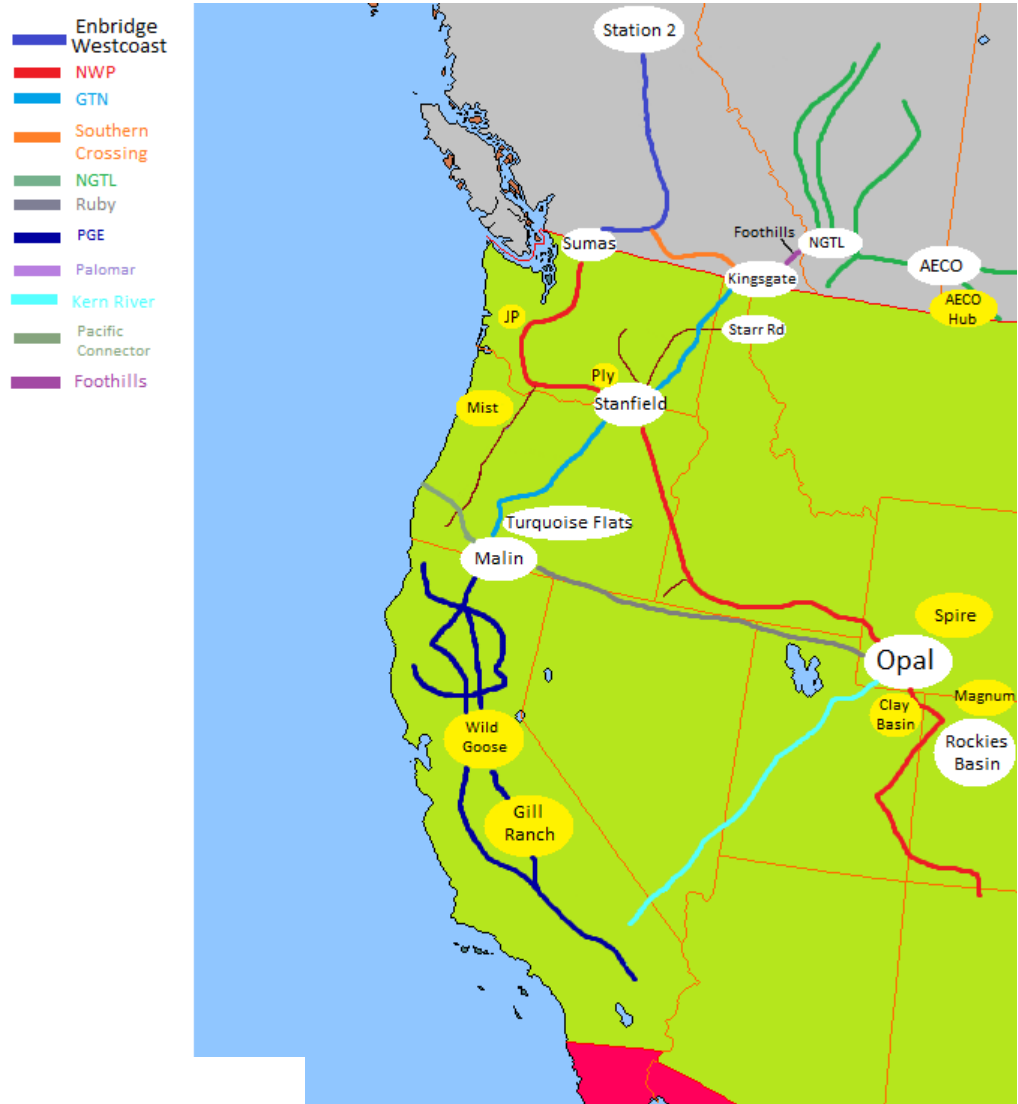 Enbridge
Westcoast
NWP
GTN
Southern
Crossing
NGTL
Ruby
PGE
Palomar
Kern River
Pacific
Connector
Foothills
Station 2
Sumas
Foothills
NGTL
Kingsgate
AECO
AECO
Hub
JP
Starr Rd
Ply
Stanfield
Mist
Turquoise Flats
Malin
Spire
Opal
Clay
Basin
Magnum
Rockies
Basin
Wild
Goose
Gill
Ranch